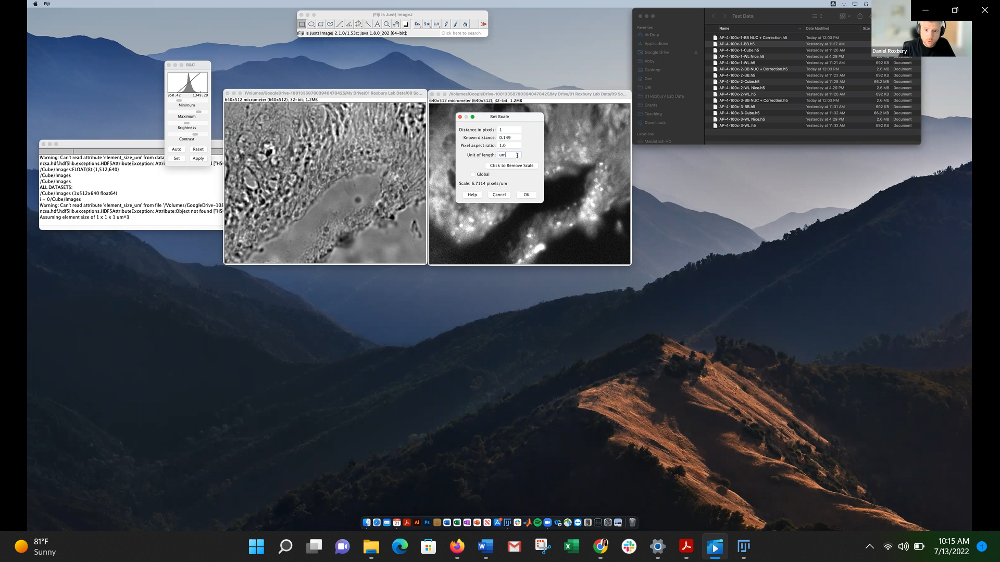 Fiji
(Fiji Is Just) ImageJ
Dev Stk LUT
(Fiji Is Just) ImageJ 2.1.0/1.53c; Java 1.8.0_202 [64-bit];
Click here to search
B&C
950.42 1349.29
Minimum
Maximum
Brightness
Contrast
Auto Reset
Set Apply
Warning: Can't read attribute 'element_size_um' from data
ncsa.hdf.hdf5lib.exceptions.HDF5AttributeException: Attri
/Cube/Images:FLOAT(8):{1,512,640}
/Cube/Images
/Cube/Images
ALL DATASETS:
/Cube/Images (1x512x640 float64)
i = 0/Cube/Images
Warning: Can't read attribute 'element_size_um' from file '/Volumes/GoogleDrive-108
ncsa.hdf.hdf5lib.exceptions.HDF5AttributeException: Attribute:Object not found ["H5
Assuming element size of 1 x 1 x 1 um^3
/Volumes/GoogleDrive-108133587803940478425/My Drive/01 Roxbury Lab Data/09 So...
640x512 micrometer (640x512); 32-bit; 1.2MB
/Volumes/GoogleDrive-108133587803940478425/My Drive/01 Roxbury Lab Data/09 So...
640x512 micrometer (640x512); 32-bit; 1.2MB
Set Scale
Distance in pixels: 1
Known distance: 0.149
Pixel aspect ratio: 1.0
Unit of length: um
Click to Remove Scale
Global
Scale: 6.7114 pixels/um
Help Cancel OK
Test Data
Favorites
AirDrop
Applications
Google Drive
Abby
Desktop
Dan
URI
01 Roxbury Lab Data
Grants
Teaching
Downloads
Locations
Macintosh HD
Name Date Modified Size
AP-4-100x-1-BB NUC + Correction.h5 Today at 12:03 PM
AP-4-100x-1-BB.h5 Yesterday at 11:17 AM
AP-4-100x-1-Cube.h5 Yesterday at 11:20 AM
AP-4-100x-1-WL Nice.h5 Yesterday at 4:29 PM 2.6 MB Document
AP-4-100x-1-WL.h5 Yesterday at 11:21 AM 692 KB Document
AP-4-100x-2-BB NUC + Correction.h5 Today at 12:03 PM 2.6 MB Document
AP-4-100x-2-BB.h5 Yesterday at 11:23 AM 692 KB Document
AP-4-100x-2-Cube.h5 Yesterday at 11:25 AM 66.2 MB Document
AP-4-100x-2-WL Nice.h5 Yesterday at 4:29 PM 2.6 MB Document
AP-4-100x-2-WL.h5 Yesterday at 11:26 AM 692 KB Document
AP-4-100x-3-BB NUC + Correction.h5 Today at 12:03 PM 2.6 MB Document
AP-4-100x-3-BB.h5 Yesterday at 11:31 AM 692 KB Document
AP-4-100x-3-Cube.h5 Yesterday at 11:32 AM 66.2 MB Document
AP-4-100x-3-WL Nice.h5 Yesterday at 4:29 PM 2.6 MB Document
AP-4-100x-3-WL.h5 Yesterday at 11:32 AM 692 KB Document
Daniel Roxbury
21
Ai
Ps
81°F
Sunny
10:15 AM
7/13/2022
1